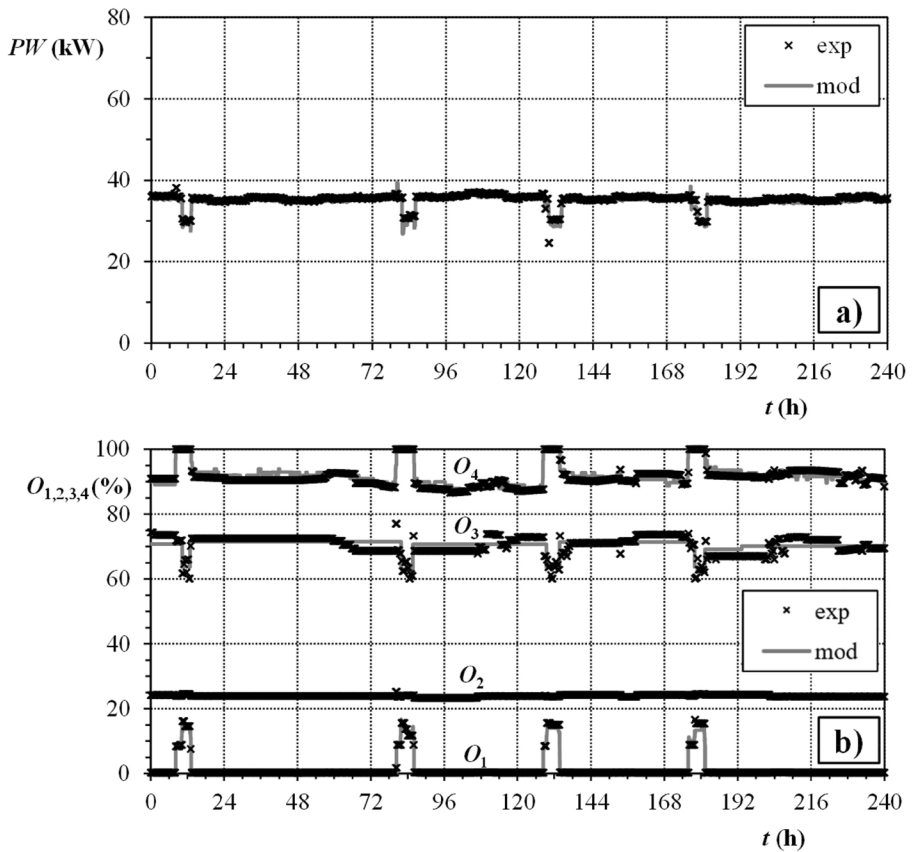 80
PW (kW)
60
40
20
0
× exp
mod
a)
0 24 48 72 96 120 144 168 192 216 240
t (h)
100
O1,2,3,4 (%)
80
60
40
20
0
O4
O3
× exp
mod
O2
O1
b)
0 24 48 72 96 120 144 168 192 216 240
t (h)